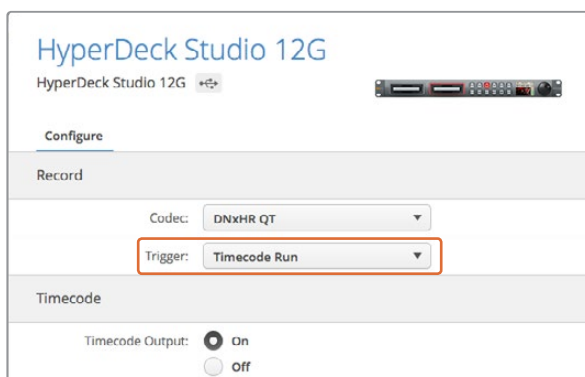 HyperDeck Studio 12G
HyperDeck Studio 12G
Configure
Record
Codec: DNxHR QT
Trigger: Timecode Run
Timecode
Timecode Output: On
Off